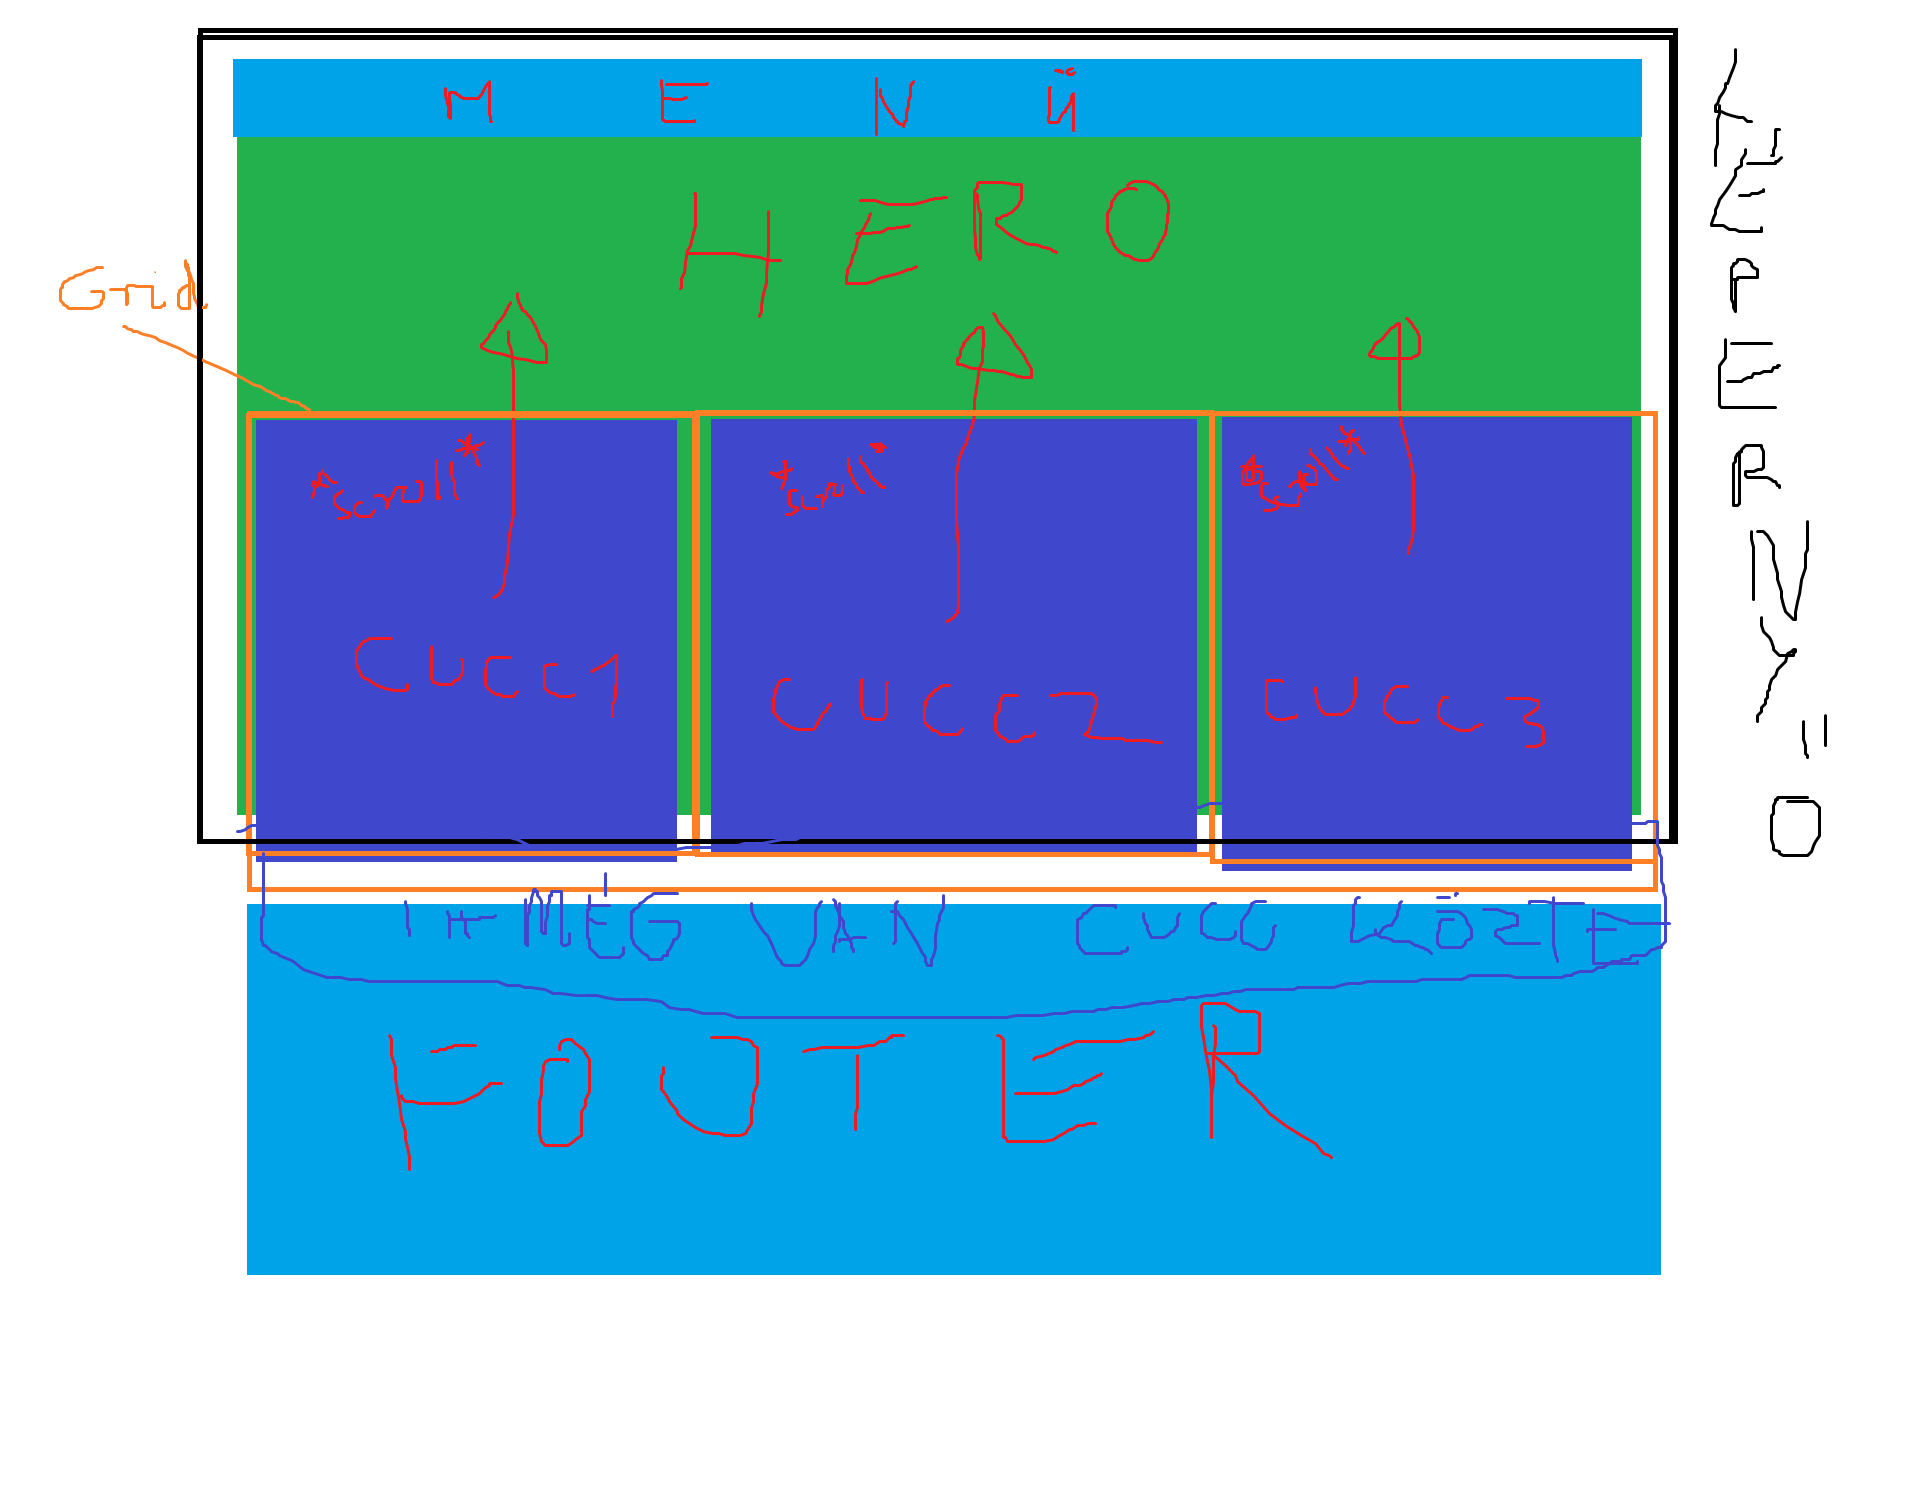 MENÜ
HERO
Grid
*scroll* *scroll* *scroll*
CUCC1 CUCC2 CUCC3
KÉPERNYŐ
MÉG VAN CUCC KÖZTE
FOOTER